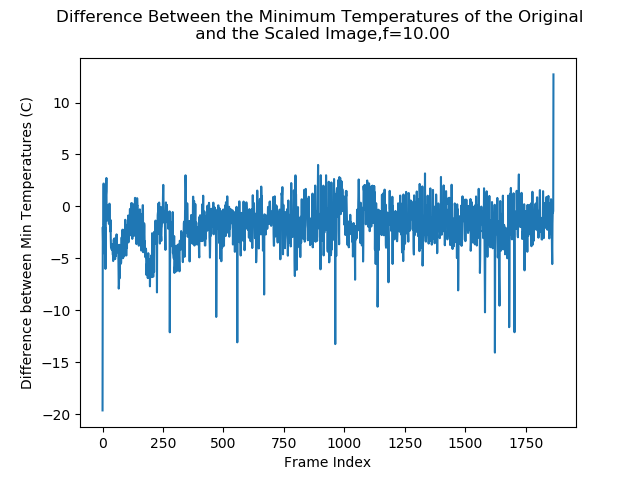 Difference Between the Minimum Temperatures of the Original
and the Scaled Image,f=10.00
Difference between Min Temperatures (C)
10
5
0
−5
−10
−15
−20
0 250 500 750 1000 1250 1500 1750
Frame Index